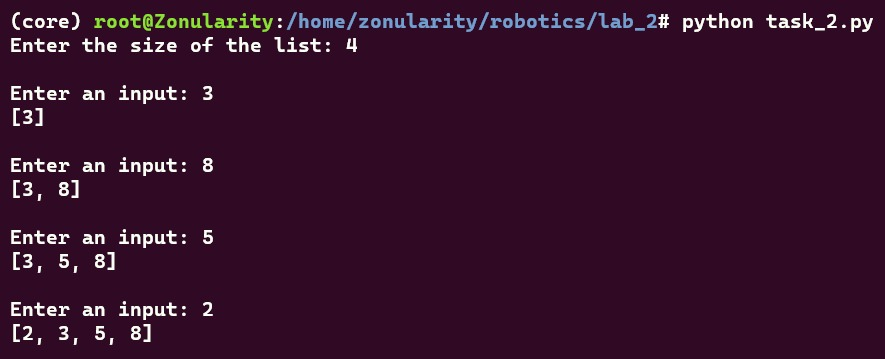 (core) root@Zonularity:/home/zonularity/robotics/lab_2# python task_2.py
Enter the size of the list: 4
Enter an input: 3
[3]
Enter an input: 8
[3, 8]
Enter an input: 5
[3, 5, 8]
Enter an input: 2
[2, 3, 5, 8]